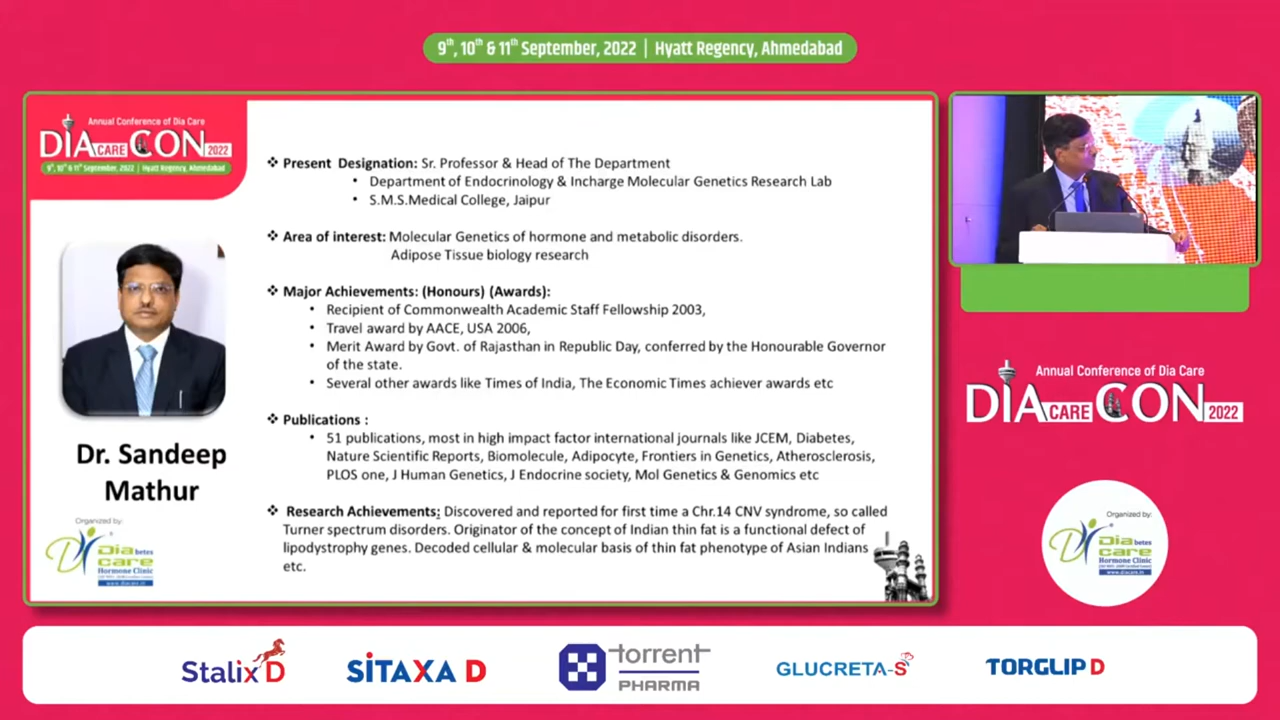 9th, 10th & 11th September, 2022 | Hyatt Regency, Ahmedabad
Annual Conference of Dia Care
DIA CARE CON 2022
9th, 10th & 11th September, 2022 | Hyatt Regency, Ahmedabad
❖ Present Designation: Sr. Professor & Head of The Department
• Department of Endocrinology & Incharge Molecular Genetics Research Lab
• S.M.S.Medical College, Jaipur
❖ Area of interest: Molecular Genetics of hormone and metabolic disorders.
Adipose Tissue biology research
❖ Major Achievements: (Honours) (Awards):
• Recipient of Commonwealth Academic Staff Fellowship 2003,
• Travel award by AACE, USA 2006,
• Merit Award by Govt. of Rajasthan in Republic Day, conferred by the Honourable Governor
of the state.
• Several other awards like Times of India, The Economic Times achiever awards etc
❖ Publications :
• 51 publications, most in high impact factor international journals like JCEM, Diabetes,
Nature Scientific Reports, Biomolecule, Adipocyte, Frontiers in Genetics, Atherosclerosis,
PLOS one, J Human Genetics, J Endocrine society, Mol Genetics & Genomics etc
❖ Research Achievements: Discovered and reported for first time a Chr.14 CNV syndrome, so called
Turner spectrum disorders. Originator of the concept of Indian thin fat is a functional defect of
lipodystrophy genes. Decoded cellular & molecular basis of thin fat phenotype of Asian Indians
etc.
Dr. Sandeep
Mathur
Organized by:
Diabetes
care
Hormone Clinic
www.diacare.in
Annual Conference of Dia Care
DIA CARE CON 2022
Organized by:
Diabetes
care
Hormone Clinic
www.diacare.in
Stalix D
SITAXA D
torrent
PHARMA
GLUCRETA-S
TORGLIP D